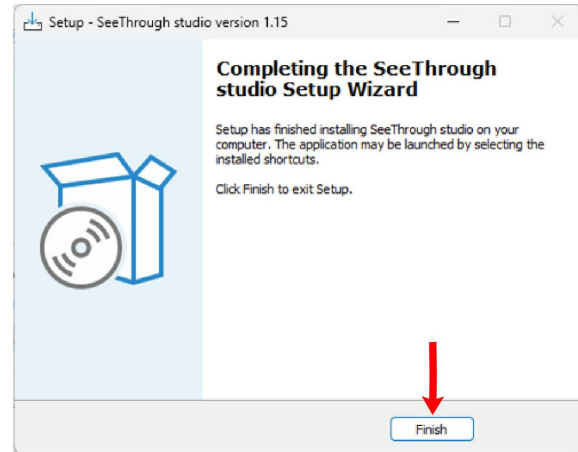 Setup - SeeThrough studio version 1.15
Completing the SeeThrough
studio Setup Wizard
Setup has finished installing SeeThrough studio on your
computer. The application may be launched by selecting the
installed shortcuts.
Click Finish to exit Setup.
Finish